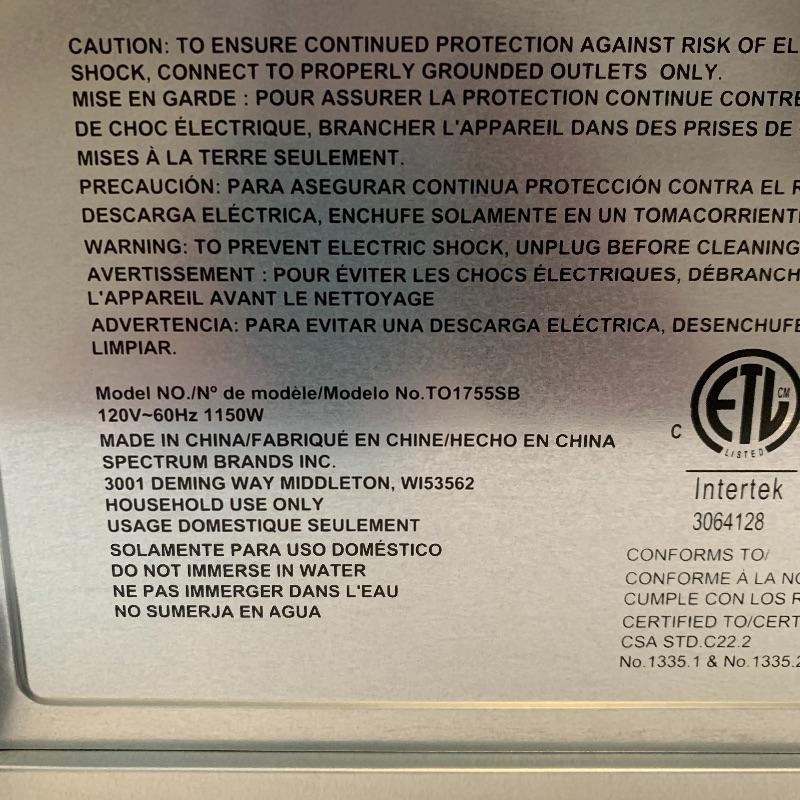 CAUTION: TO ENSURE CONTINUED PROTECTION AGAINST RISK OF EL
SHOCK, CONNECT TO PROPERLY GROUNDED OUTLETS ONLY.
MISE EN GARDE : POUR ASSURER LA PROTECTION CONTINUE CONTRE
DE CHOC ÉLECTRIQUE, BRANCHER L'APPAREIL DANS DES PRISES DE
MISES À LA TERRE SEULEMENT.
PRECAUCIÓN: PARA ASEGURAR CONTINUA PROTECCIÓN CONTRA EL R
DESCARGA ELÉCTRICA, ENCHUFE SOLAMENTE EN UN TOMACORRIENT
WARNING: TO PREVENT ELECTRIC SHOCK, UNPLUG BEFORE CLEANING
AVERTISSEMENT : POUR ÉVITER LES CHOCS ÉLECTRIQUES, DÉBRANCH
L'APPAREIL AVANT LE NETTOYAGE
ADVERTENCIA: PARA EVITAR UNA DESCARGA ELÉCTRICA, DESENCHUFE
LIMPIAR.
Model NO./Nº de modèle/Modelo No.TO1755SB
120V~60Hz 1150W
MADE IN CHINA/FABRIQUÉ EN CHINE/HECHO EN CHINA
SPECTRUM BRANDS INC.
3001 DEMING WAY MIDDLETON, WI53562
HOUSEHOLD USE ONLY
USAGE DOMESTIQUE SEULEMENT
SOLAMENTE PARA USO DOMÉSTICO
DO NOT IMMERSE IN WATER
NE PAS IMMERGER DANS L'EAU
NO SUMERJA EN AGUA
C ETL CM
LISTED
Intertek
3064128
CONFORMS TO/
CONFORME À LA NO
CUMPLE CON LOS R
CERTIFIED TO/CERT
CSA STD.C22.2
No.1335.1 & No.1335.2